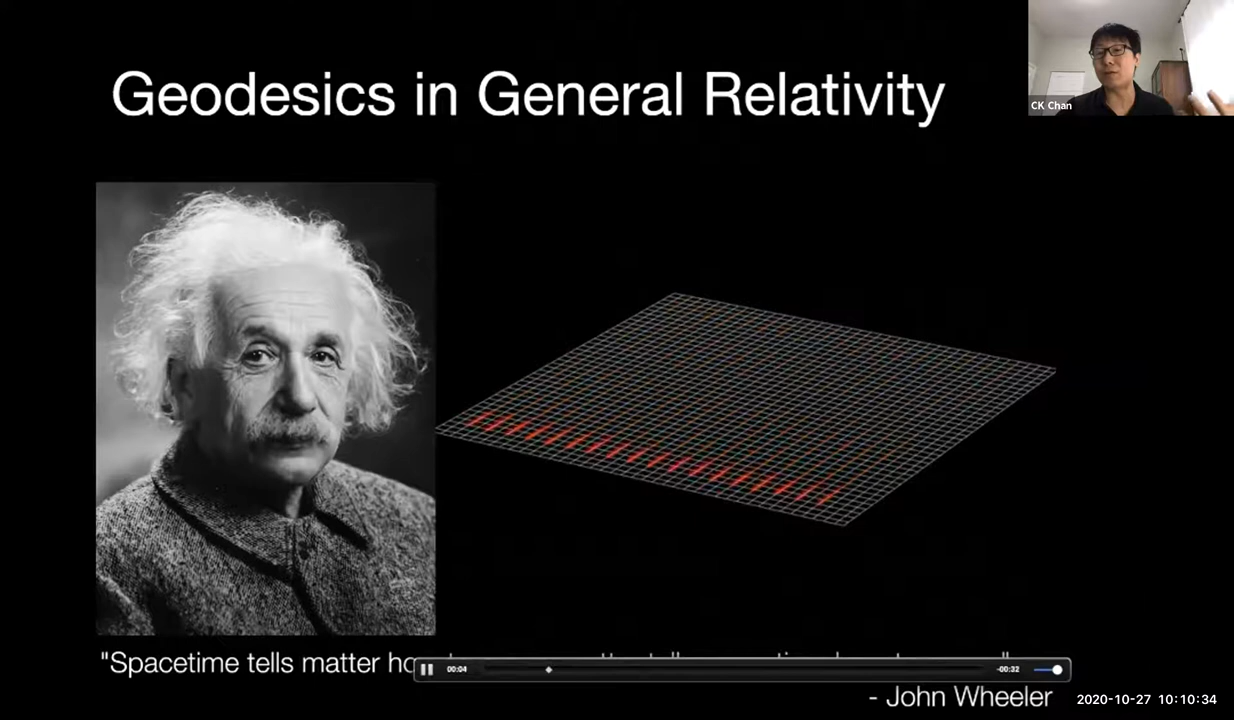 Geodesics in General Relativity
CK Chan
"Spacetime tells matter
00:04
-00:32
- John Wheeler
2020-10-27 10:10:34